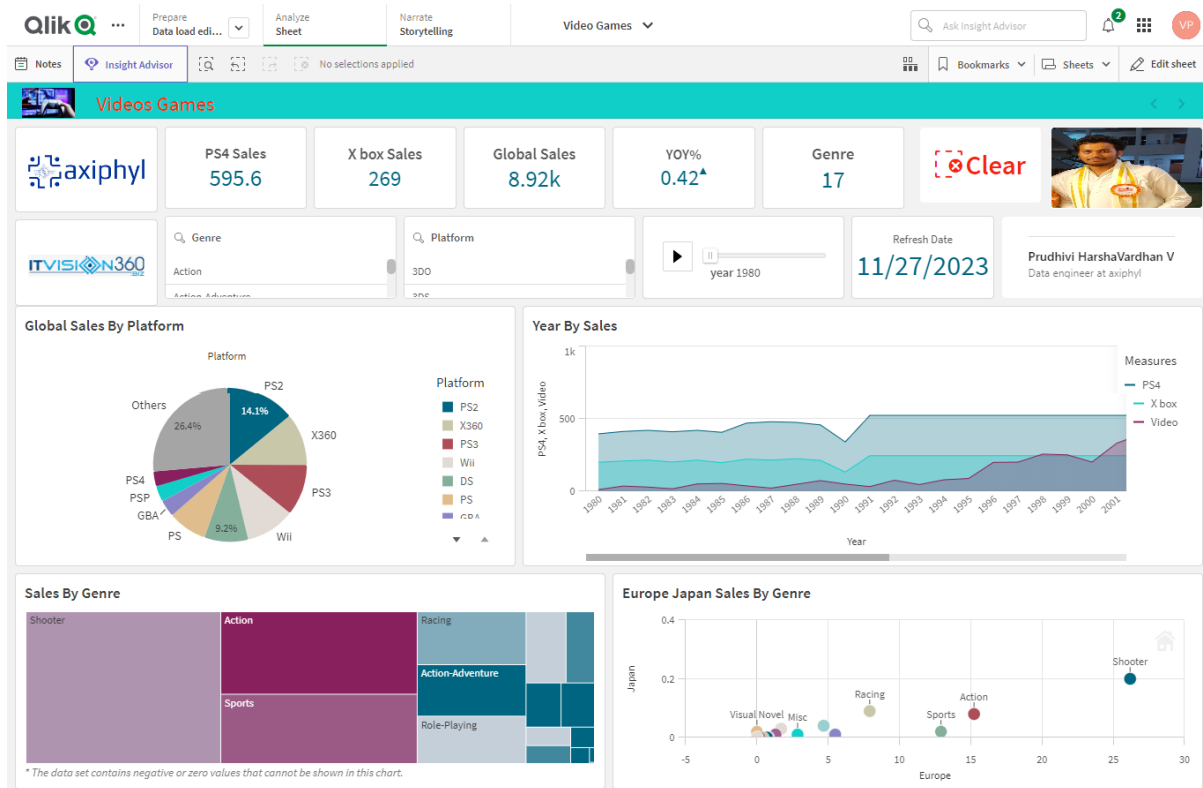 Qlik
Prepare
Data load edi...
Analyze
Sheet
Narrate
Storytelling
Video Games
Ask Insight Advisor
2
VP
Notes
Insight Advisor
No selections applied
Bookmarks
Sheets
Edit sheet
Videos Games
axiphyl
PS4 Sales
595.6
X box Sales
269
Global Sales
8.92k
YOY%
0.42
Genre
17
Clear
ITVISION360
.BIZ
Genre
Action
Action-Adventure
Platform
3DO
3DS
year 1980
Refresh Date
11/27/2023
Prudhivi HarshaVardhan V
Data engineer at axiphyl
Global Sales By Platform
Platform
PS2
X360
PS3
Wii
PS
GBA
PSP
PS4
Others
14.1%
9.2%
26.4%
Platform
PS2
X360
PS3
Wii
DS
PS
GBA
Year By Sales
PS4, X box, Video
1k
500
0
1980 1981 1982 1983 1984 1985 1986 1987 1988 1989 1990 1991 1992 1993 1994 1995 1996 1997 1998 1999 2000 2001
Year
Measures
PS4
X box
Video
Sales By Genre
Shooter
Action
Sports
Racing
Action-Adventure
Role-Playing
* The data set contains negative or zero values that cannot be shown in this chart.
Europe Japan Sales By Genre
Japan
0.4
0.2
0
Shooter
Racing
Action
Sports
Visual Novel
Misc
-5 0 5 10 15 20 25 30
Europe